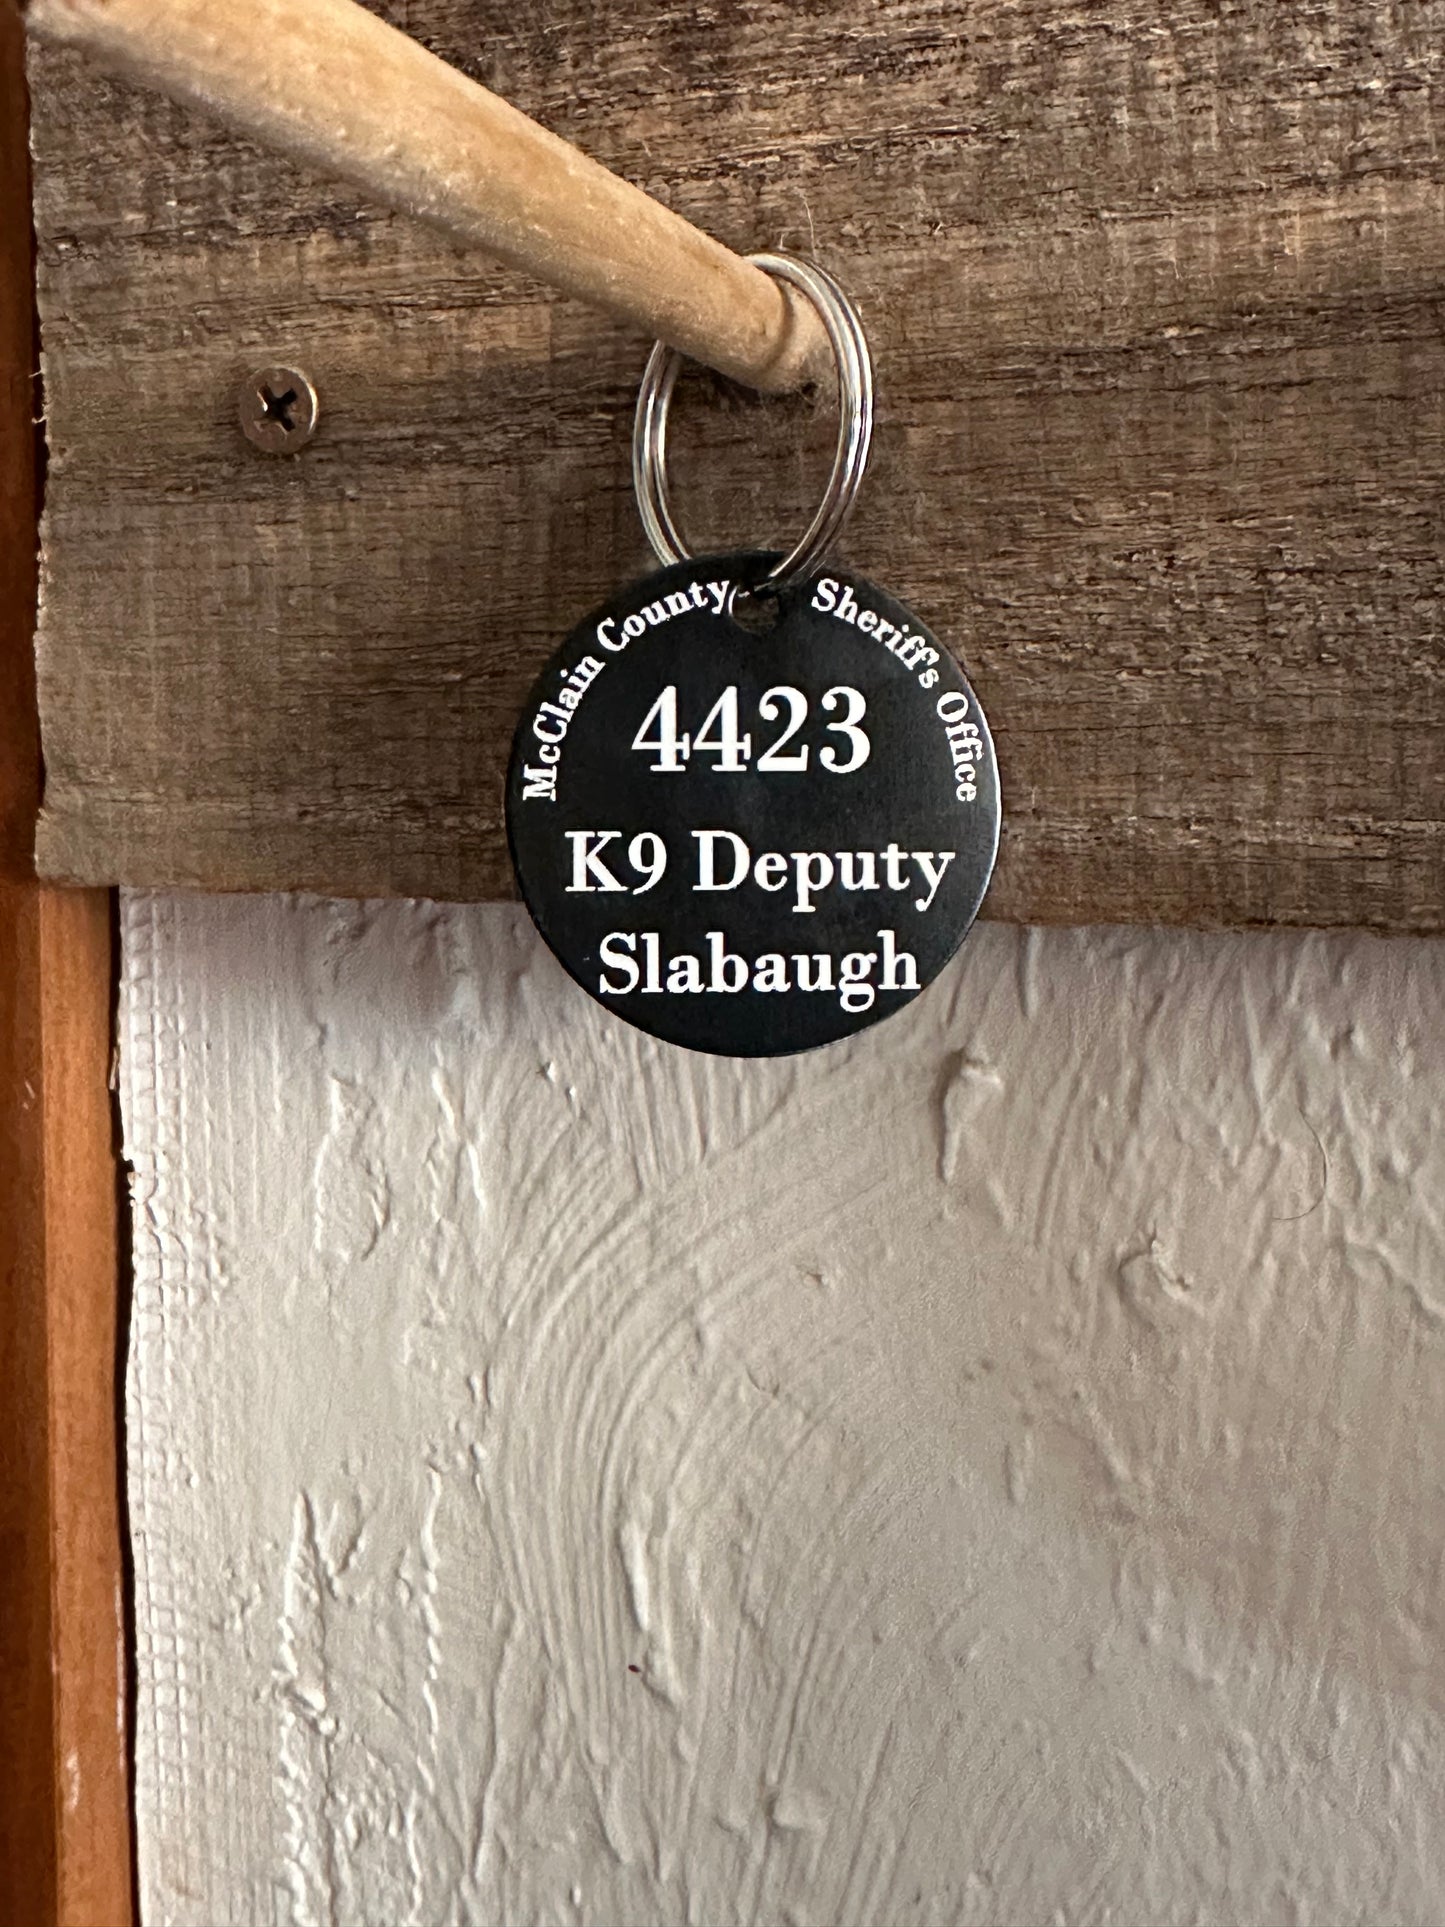 McClain County Sheriff's Office
4423
K9 Deputy
Slabaugh